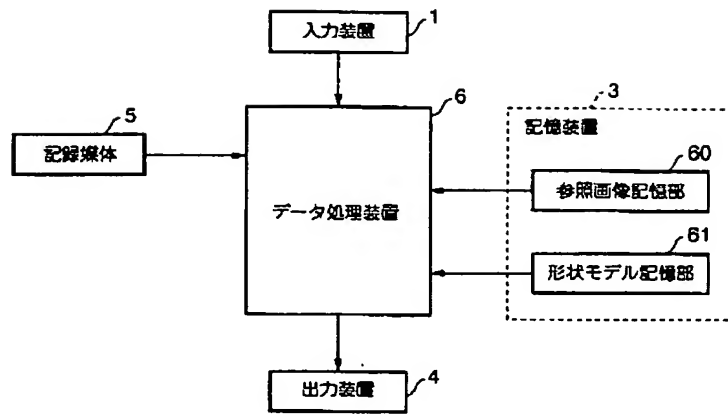 入力装置
1
6
3
5
記憶装置
記録媒体
60
データ処理装置
参照画像記憶部
61
形状モデル記憶部
出力装置
4